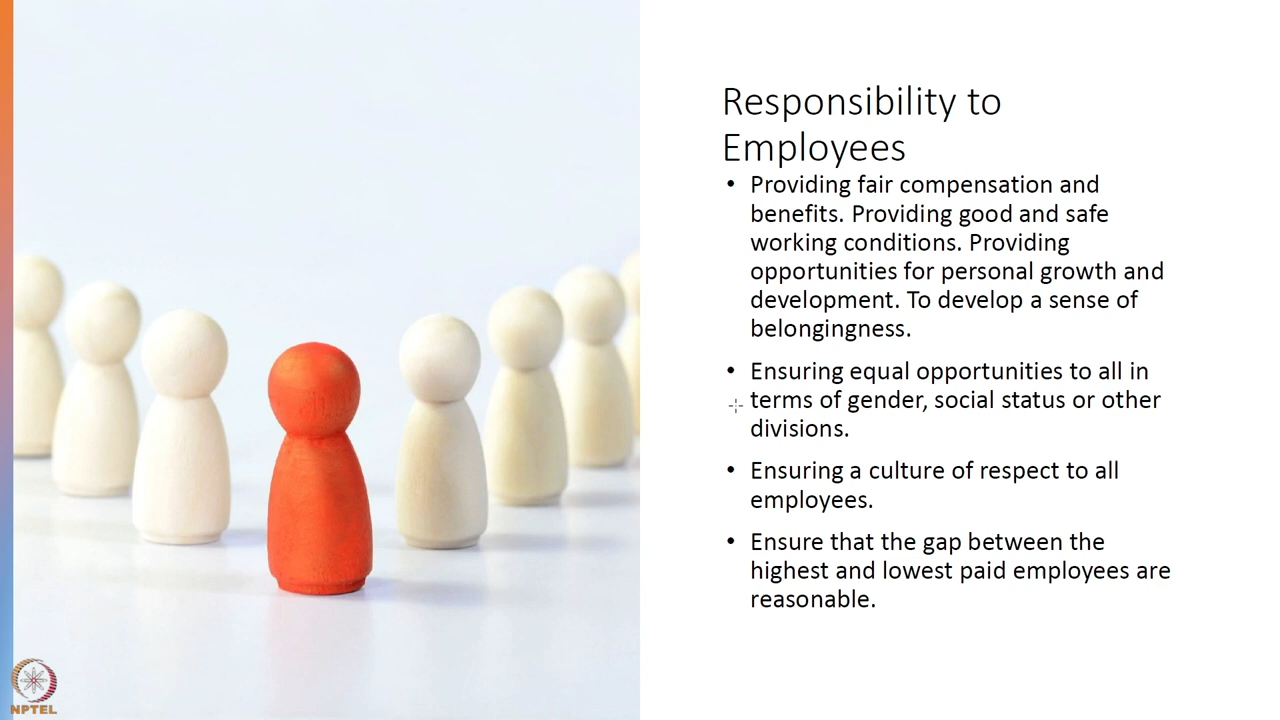 Responsibility to
Employees
• Providing fair compensation and
benefits. Providing good and safe
working conditions. Providing
opportunities for personal growth and
development. To develop a sense of
belongingness.
• Ensuring equal opportunities to all in
terms of gender, social status or other
divisions.
• Ensuring a culture of respect to all
employees.
• Ensure that the gap between the
highest and lowest paid employees are
reasonable.
NPTEL